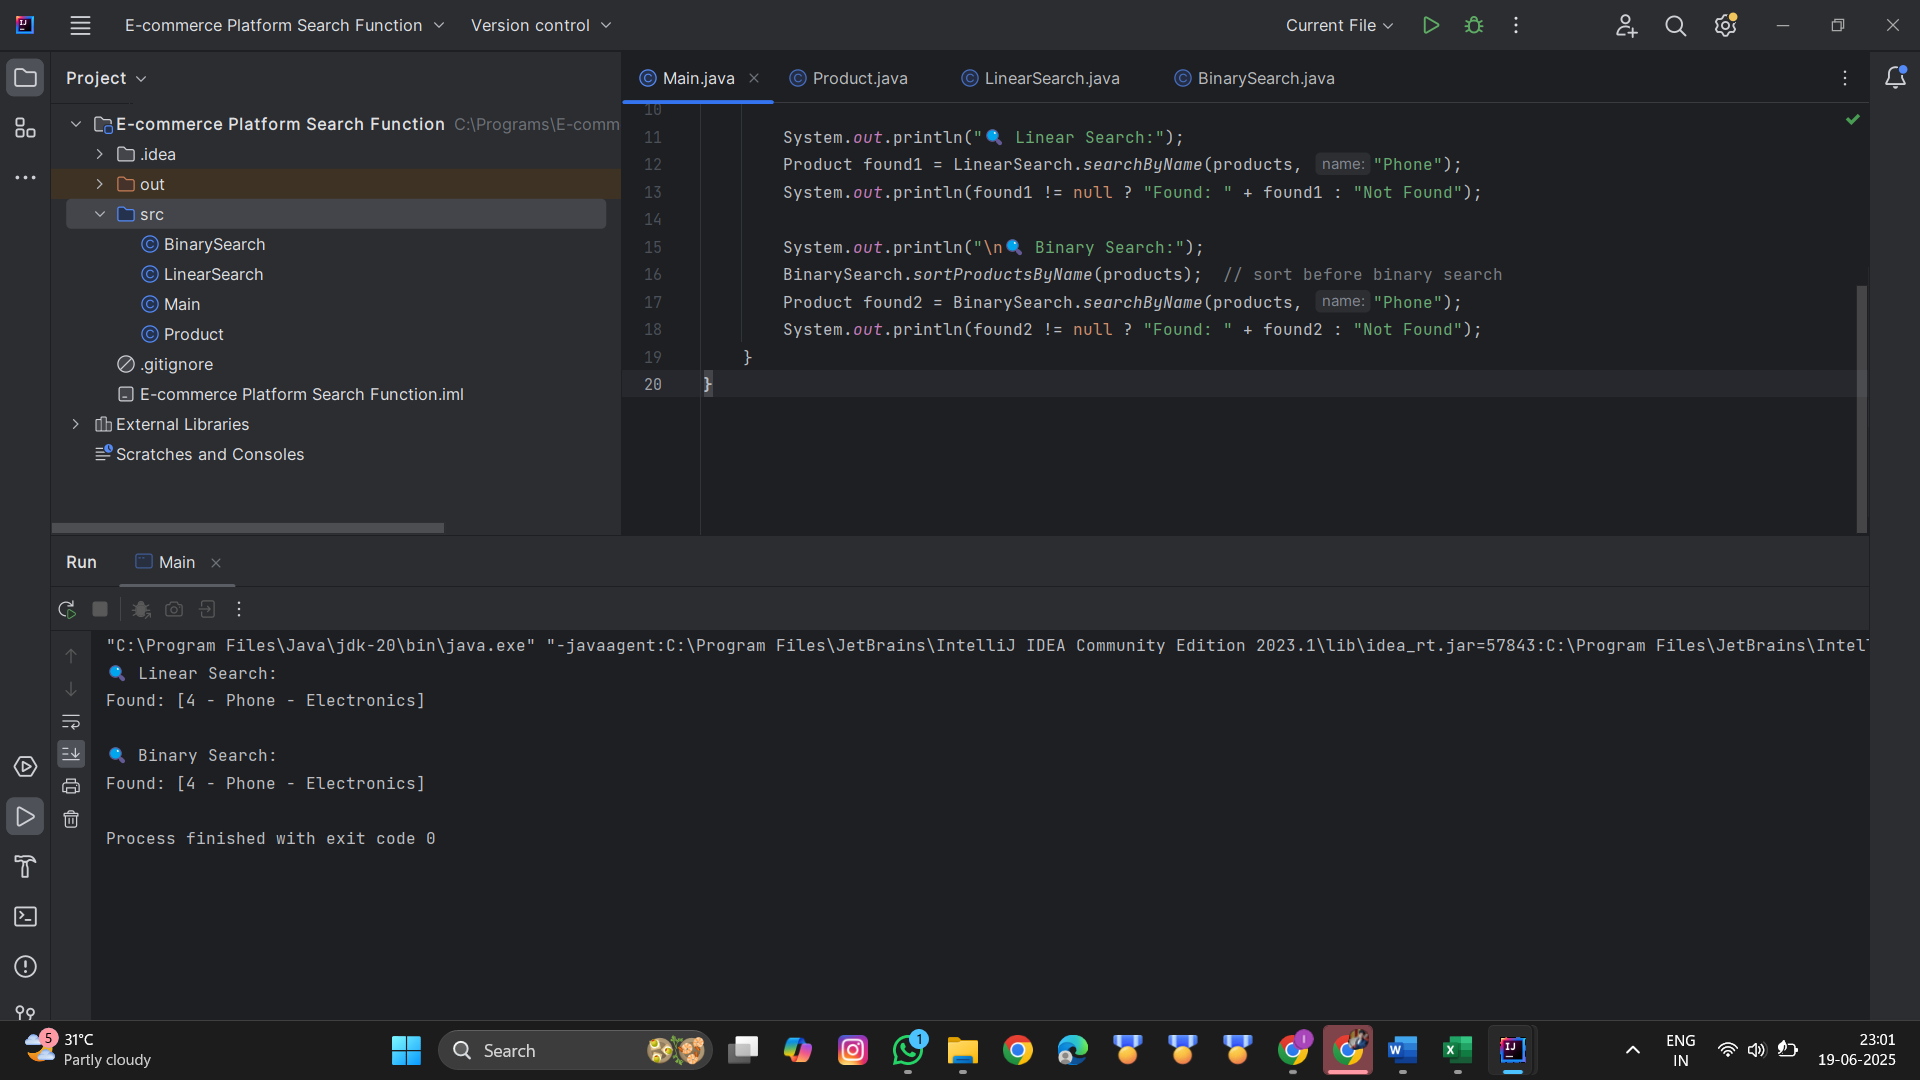 E-commerce Platform Search Function
Version control
Current File
Project
Main.java
Product.java
LinearSearch.java
BinarySearch.java
E-commerce Platform Search Function C:\Programs\E-comm
.idea
out
src
BinarySearch
LinearSearch
Main
Product
.gitignore
E-commerce Platform Search Function.iml
External Libraries
Scratches and Consoles
10
11 System.out.println("🔍 Linear Search:");
12 Product found1 = LinearSearch.searchByName(products, name: "Phone");
13 System.out.println(found1 != null ? "Found: " + found1 : "Not Found");
14
15 System.out.println("\n🔍 Binary Search:");
16 BinarySearch.sortProductsByName(products); // sort before binary search
17 Product found2 = BinarySearch.searchByName(products, name: "Phone");
18 System.out.println(found2 != null ? "Found: " + found2 : "Not Found");
19 }
20 }
Run
Main
"C:\Program Files\Java\jdk-20\bin\java.exe" "-javaagent:C:\Program Files\JetBrains\IntelliJ IDEA Community Edition 2023.1\lib\idea_rt.jar=57843:C:\Program Files\JetBrains\Intel
🔍 Linear Search:
Found: [4 - Phone - Electronics]
🔍 Binary Search:
Found: [4 - Phone - Electronics]
Process finished with exit code 0
5
31°C
Partly cloudy
Search
1
ENG
IN
23:01
19-06-2025